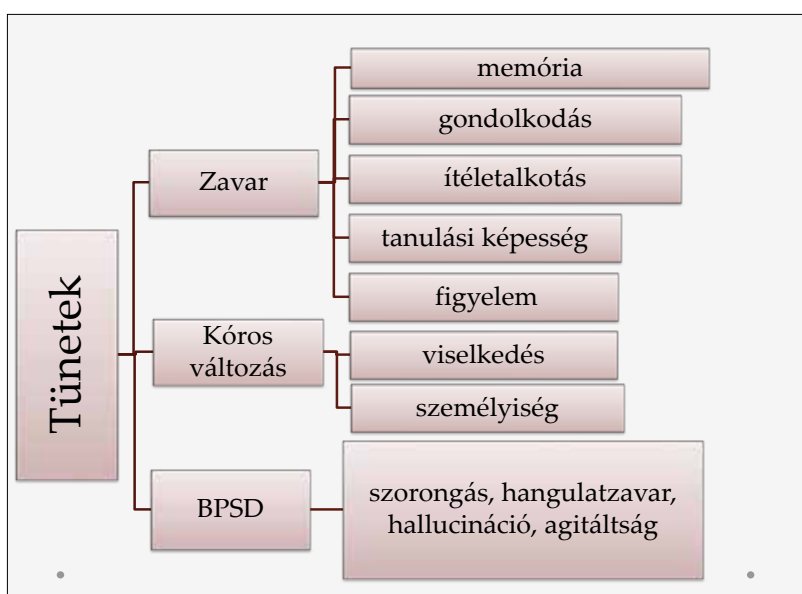 Tünetek
Zavar
memória
gondolkodás
ítéletalkotás
tanulási képesség
figyelem
Kóros
változás
viselkedés
személyiség
BPSD
szorongás, hangulatzavar,
hallucináció, agitáltság